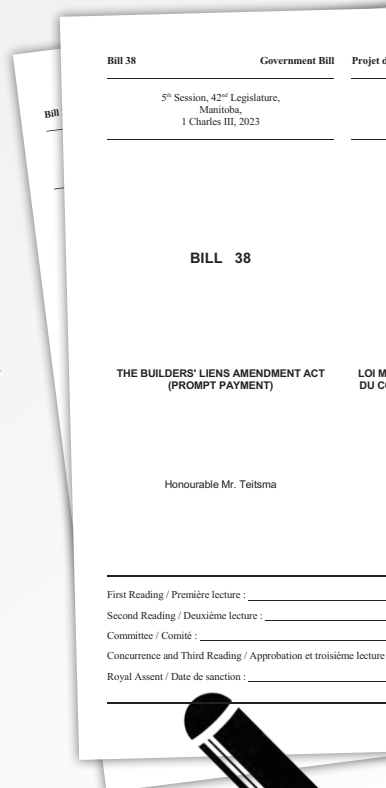 Bill 38 Government Bill Projet d
5th Session, 42nd Legislature,
Manitoba,
1 Charles III, 2023
Bill
BILL 38
THE BUILDERS' LIENS AMENDMENT ACT LOI M
(PROMPT PAYMENT) DU C
Honourable Mr. Teitsma
First Reading / Première lecture :
Second Reading / Deuxième lecture :
Committee / Comité :
Concurrence and Third Reading / Approbation et troisième lecture
Royal Assent / Date de sanction :